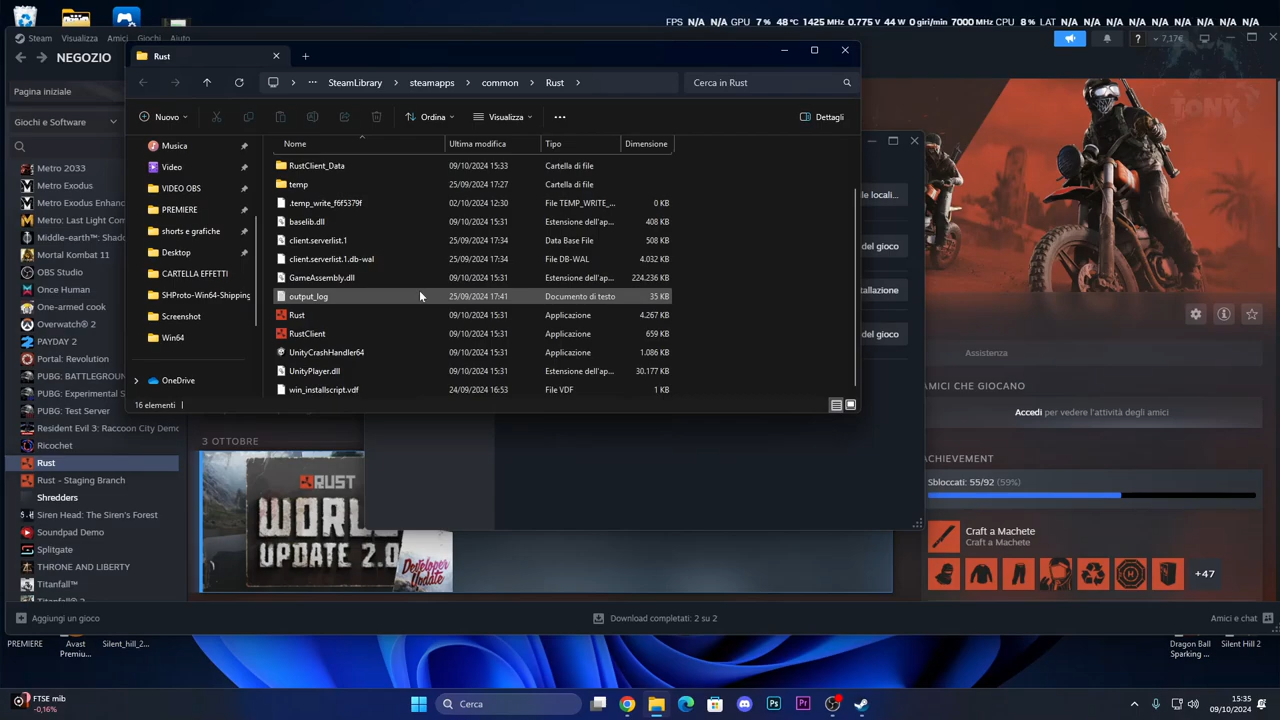 FPS N/A N/A GPU 7 % 48 °C 1425 MHz 0.775 V 44 W 0 giri/min 7000 MHz CPU 8 % LAT N/A N/A N/A N/A N/A N/A
Steam Visualizza Amici Giochi Aiuto
7,17€
NEGOZIO
Rust
SteamLibrary steamapps common Rust
Cerca in Rust
Pagina iniziale
Giochi e Software
Nuovo
Ordina
Visualizza
Dettagli
Nome Ultima modifica Tipo Dimensione
Musica
Video
VIDEO OBS
PREMIERE
shorts e grafiche
Desktop
CARTELLA EFFETTI
SHProto-Win64-Shipping
Screenshot
Win64
OneDrive
RustClient_Data 09/10/2024 15:33 Cartella di file
temp 25/09/2024 17:27 Cartella di file
.temp_write_f6f5379f 02/10/2024 12:30 File TEMP_WRITE_... 0 KB
baselib.dll 09/10/2024 15:31 Estensione dell'ap... 408 KB
client.serverlist.1 25/09/2024 17:34 Data Base File 508 KB
client.serverlist.1.db-wal 25/09/2024 17:34 File DB-WAL 4.032 KB
GameAssembly.dll 09/10/2024 15:31 Estensione dell'ap... 224.236 KB
output_log 25/09/2024 17:41 Documento di testo 35 KB
Rust 09/10/2024 15:31 Applicazione 4.267 KB
RustClient 09/10/2024 15:31 Applicazione 659 KB
UnityCrashHandler64 09/10/2024 15:31 Applicazione 1.086 KB
UnityPlayer.dll 09/10/2024 15:31 Estensione dell'ap... 30.177 KB
win_installscript.vdf 24/09/2024 16:53 File VDF 1 KB
16 elementi
Metro 2033
Metro Exodus
Metro Exodus
Metro: Last Light Com
Middle-earth™: Shado
Mortal Kombat 11
OBS Studio
Once Human
One-armed cook
Overwatch® 2
PAYDAY 2
Portal: Revolution
PUBG: BATTLEGROUN
PUBG: Experimental S
PUBG: Test Server
Resident Evil 3: Raccoon City Demo
Ricochet
Rust
Rust - Staging Branch
Shredders
Siren Head: The Siren's Forest
Soundpad Demo
Splitgate
THRONE AND LIBERTY
Titanfall™
Titanfall® 2
le locali...
del gioco
stallazione
del gioco
TONY
Assistenza
AMICI CHE GIOCANO
Accedi per vedere l'attività degli amici
ACHIEVEMENT
Sbloccati: 55/92 (59%)
Craft a Machete
Craft a Machete
+47
3 OTTOBRE
RUST
WORL
UPDATE 2.0
Developer
Update
Aggiungi un gioco
Download completati: 2 su 2
Amici e chat
PREMIERE
Avast
Premiu...
Silent_hill_2...
Dragon Ball
Sparking ...
Silent Hill 2
FTSE mib
-0,16%
Cerca
15:35
09/10/2024